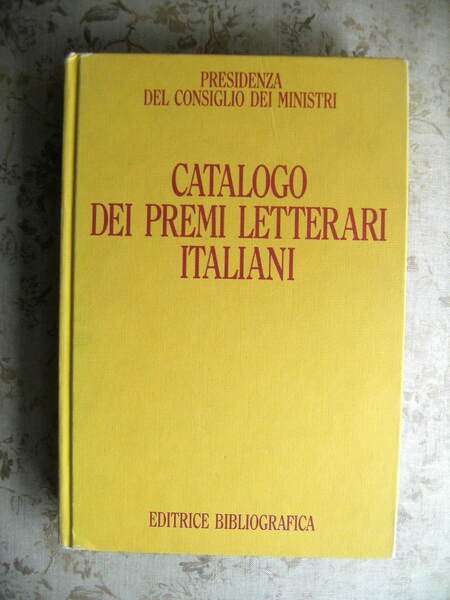 PRESIDENZA
DEL CONSIGLIO DEI MINISTRI
CATALOGO
DEI PREMI LETTERARI
ITALIANI
EDITRICE BIBLIOGRAFICA